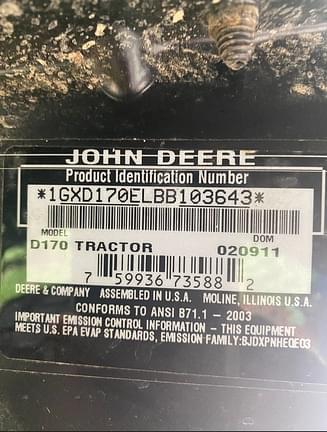 JOHN DEERE
Product Identification Number
*1GXD170ELBB103643*
MODEL DOM
D170 TRACTOR 020911
7 59936 73588 2
DEERE & COMPANY ASSEMBLED IN U.S.A. MOLINE, ILLINOIS U.S.A.
CONFORMS TO ANSI B71.1 - 2003
IMPORTANT EMISSION CONTROL INFORMATION - THIS EQUIPMENT
MEETS U.S. EPA EVAP STANDARDS, EMISSION FAMILY:BJDXPNHEQE03